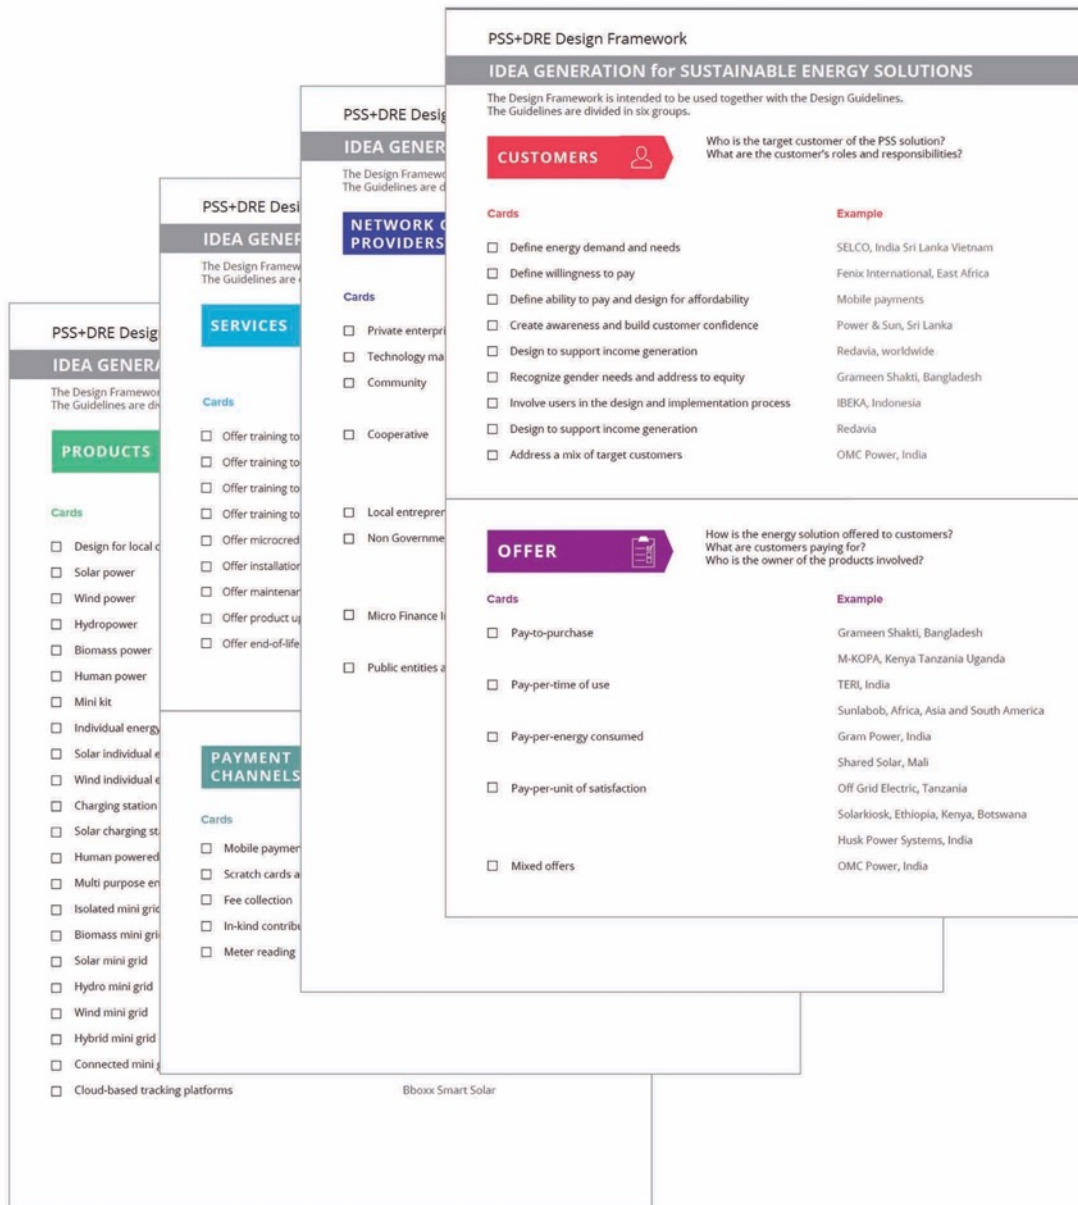 PSS+DRE Design Framework
IDEA GENERATION for SUSTAINABLE ENERGY SOLUTIONS
The Design Framework is intended to be used together with the Design Guidelines.
The Guidelines are divided in six groups.
CUSTOMERS
Who is the target customer of the PSS solution?
What are the customer's roles and responsibilities?
Cards Example
Define energy demand and needs SELCO, India Sri Lanka Vietnam
Define willingness to pay Fenix International, East Africa
Define ability to pay and design for affordability Mobile payments
Create awareness and build customer confidence Power & Sun, Sri Lanka
Design to support income generation Redavia, worldwide
Recognize gender needs and address to equity Grameen Shakti, Bangladesh
Involve users in the design and implementation process IBEKA, Indonesia
Design to support income generation Redavia
Address a mix of target customers OMC Power, India
OFFER
How is the energy solution offered to customers?
What are customers paying for?
Who is the owner of the products involved?
Cards Example
Pay-to-purchase Grameen Shakti, Bangladesh
M-KOPA, Kenya Tanzania Uganda
Pay-per-time of use TERI, India
Sunlabob, Africa, Asia and South America
Pay-per-energy consumed Gram Power, India
Shared Solar, Mali
Pay-per-unit of satisfaction Off Grid Electric, Tanzania
Solarkiosk, Ethiopia, Kenya, Botswana
Husk Power Systems, India
Mixed offers OMC Power, India
PSS+DRE Desig
IDEA GENER
The Design Framewo
The Guidelines are d
NETWORK
PROVIDERS
Cards
Private enterpri
Technology ma
Community
Cooperative
Local entrepren
Non Governme
Micro Finance
Public entities a
PSS+DRE Desi
IDEA GENER
The Design Framew
The Guidelines are
SERVICES
Cards
Offer training to
Offer training to
Offer training to
Offer training to
Offer microcred
Offer installation
Offer maintenan
Offer product up
Offer end-of-life
PAYMENT
CHANNELS
Cards
Mobile paymen
Scratch cards a
Fee collection
In-kind contribu
Meter reading
PSS+DRE Desig
IDEA GENERA
The Design Framewor
The Guidelines are div
PRODUCTS
Cards
Design for local c
Solar power
Wind power
Hydropower
Biomass power
Human power
Mini kit
Individual energy
Solar individual e
Wind individual e
Charging station
Solar charging st
Human powered
Multi purpose en
Isolated mini grid
Biomass mini gri
Solar mini grid
Hydro mini grid
Wind mini grid
Hybrid mini grid
Connected mini g
Cloud-based tracking platforms Bboxx Smart Solar